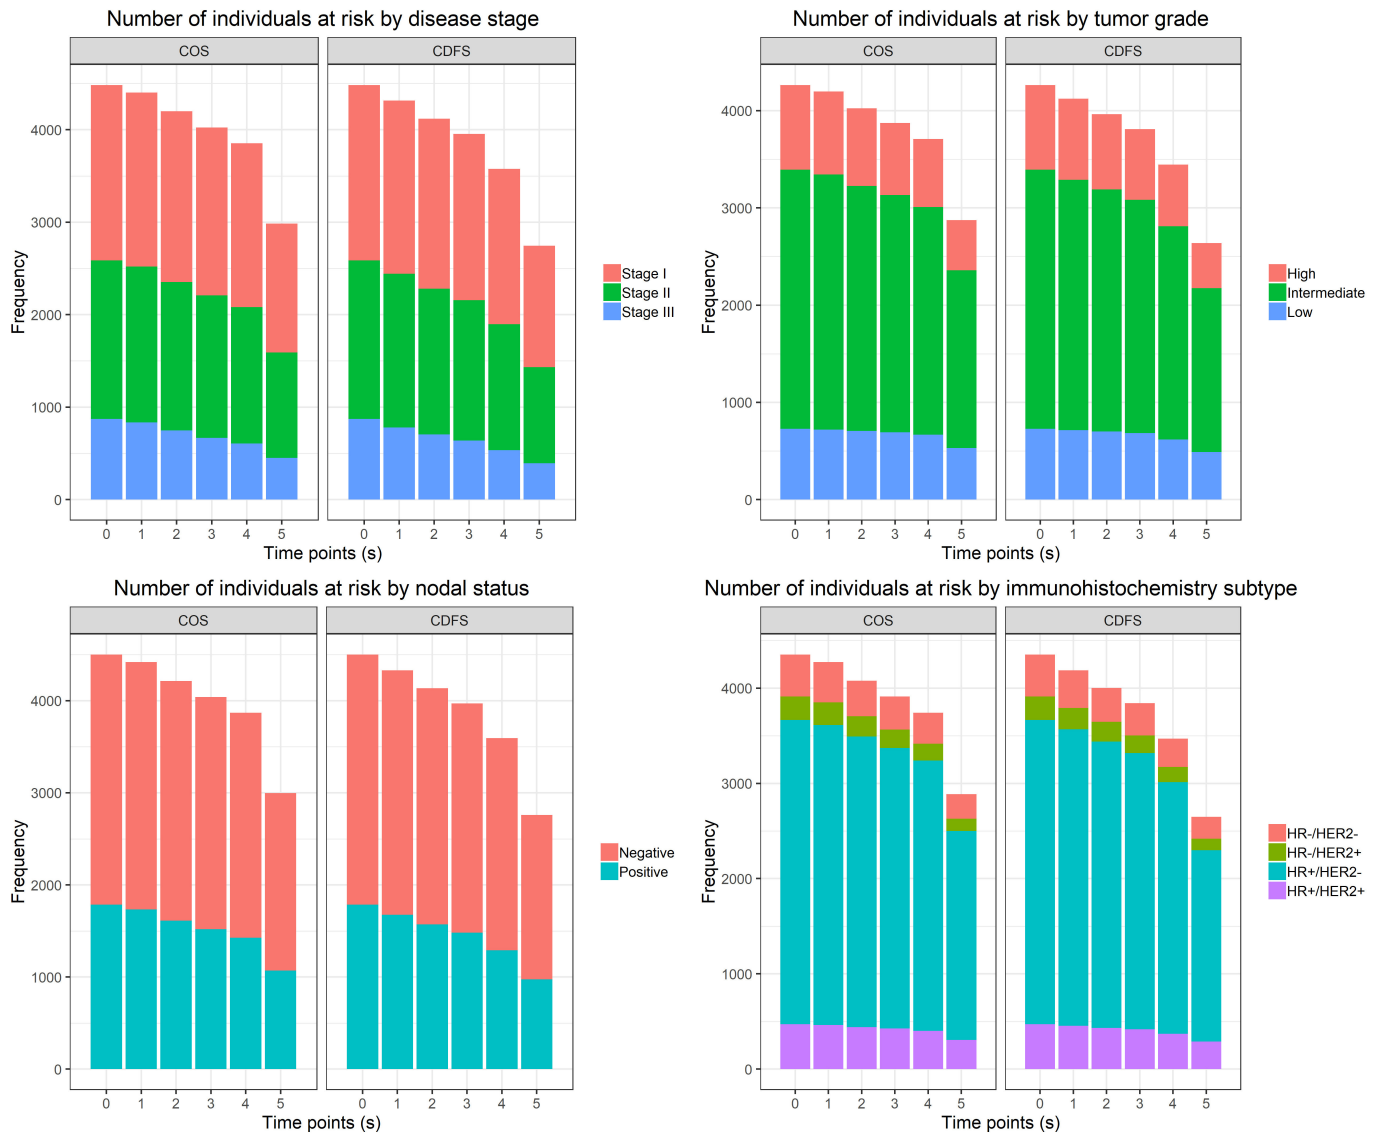 Number of individuals at risk by disease stage
COS CDFS
4000
3000
2000
1000
0
Frequency
0 1 2 3 4 5 0 1 2 3 4 5
Time points (s)
Stage I
Stage II
Stage III
Number of individuals at risk by tumor grade
COS CDFS
4000
3000
2000
1000
0
Frequency
0 1 2 3 4 5 0 1 2 3 4 5
Time points (s)
High
Intermediate
Low
Number of individuals at risk by nodal status
COS CDFS
4000
3000
2000
1000
0
Frequency
0 1 2 3 4 5 0 1 2 3 4 5
Time points (s)
Negative
Positive
Number of individuals at risk by immunohistochemistry subtype
COS CDFS
4000
3000
2000
1000
0
Frequency
0 1 2 3 4 5 0 1 2 3 4 5
Time points (s)
HR-/HER2-
HR-/HER2+
HR+/HER2-
HR+/HER2+